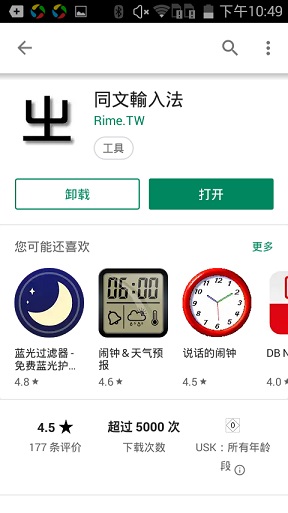 下午10:49
同文輸入法
Rime.TW
工具
卸载
打开
您可能还喜欢
更多
蓝光过滤器 -
免费蓝光护…
4.8 ★
闹钟 & 天气预
报
4.6 ★
说话的闹钟
4.5 ★
DB N
4.0 ★
4.5 ★
177 条评价
超过 5000 次
下载次数
0
USK：所有年龄
段